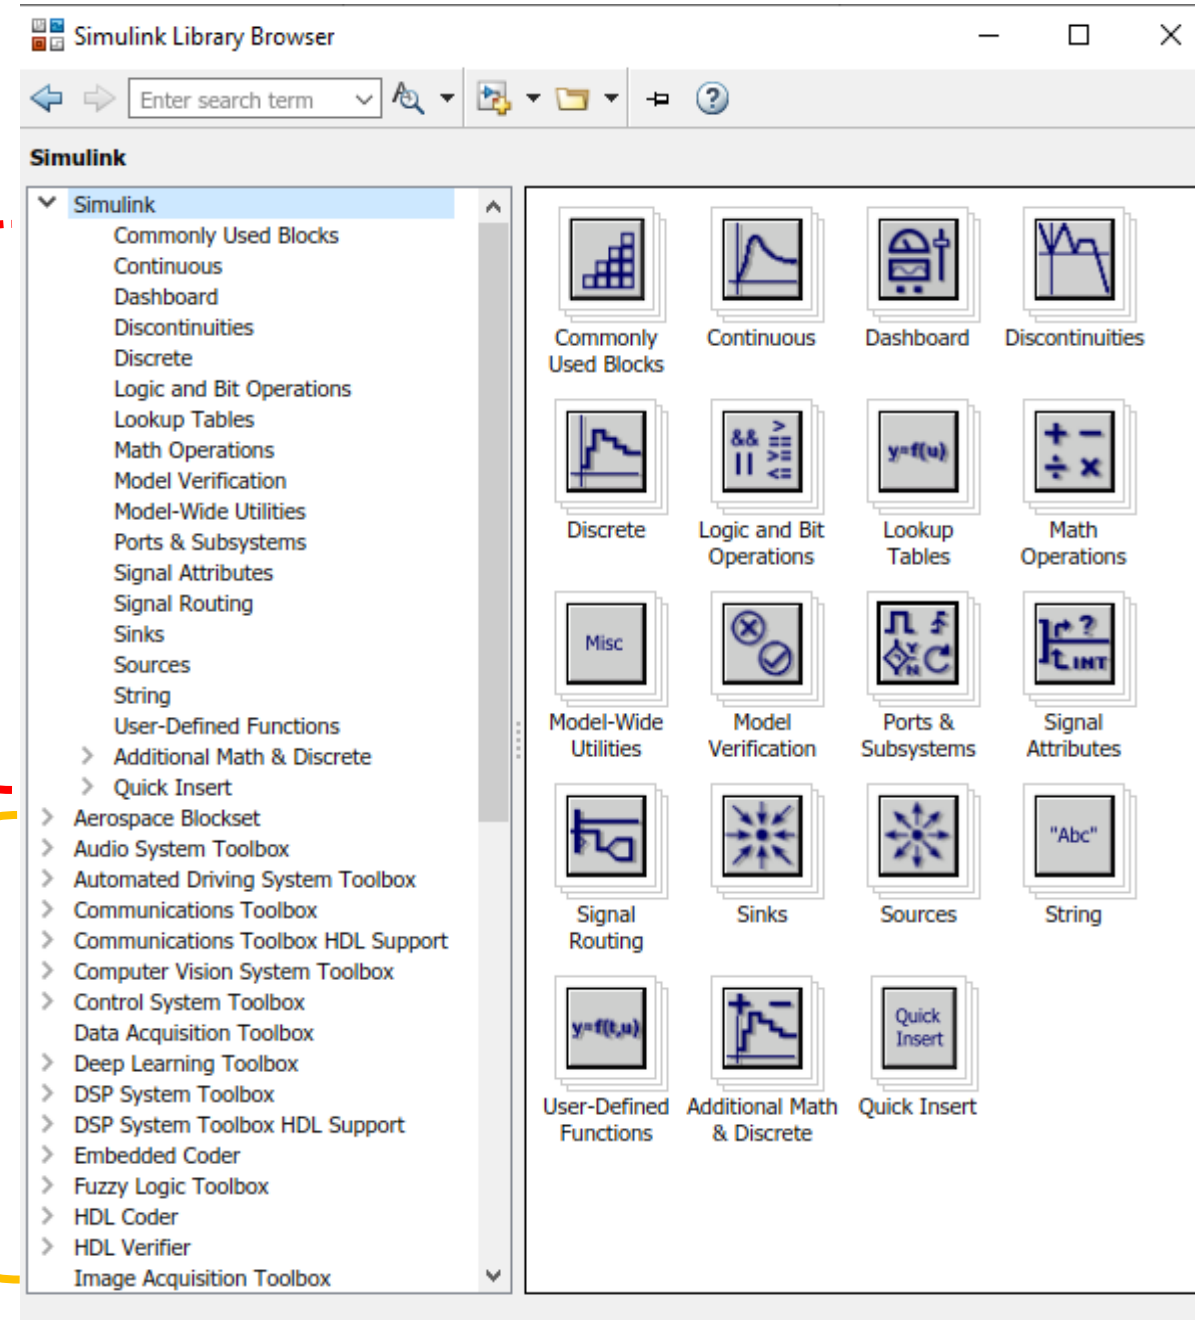 Simulink Library Browser
Enter search term
Simulink
Simulink
Commonly Used Blocks
Continuous
Dashboard
Discontinuities
Discrete
Logic and Bit Operations
Lookup Tables
Math Operations
Model Verification
Model-Wide Utilities
Ports & Subsystems
Signal Attributes
Signal Routing
Sinks
Sources
String
User-Defined Functions
Additional Math & Discrete
Quick Insert
Aerospace Blockset
Audio System Toolbox
Automated Driving System Toolbox
Communications Toolbox
Communications Toolbox HDL Support
Computer Vision System Toolbox
Control System Toolbox
Data Acquisition Toolbox
Deep Learning Toolbox
DSP System Toolbox
DSP System Toolbox HDL Support
Embedded Coder
Fuzzy Logic Toolbox
HDL Coder
HDL Verifier
Image Acquisition Toolbox
Commonly
Used Blocks
Continuous
Dashboard
Discontinuities
Discrete
&& >
== 
|| >=
<=
Logic and Bit
Operations
y=f(u)
Lookup
Tables
+ −
÷ ×
Math
Operations
Misc
Model-Wide
Utilities
Model
Verification
Y
N
Ports &
Subsystems
?
INT
Signal
Attributes
Signal
Routing
Sinks
Sources
"Abc"
String
y=f(t,u)
User-Defined
Functions
+ −
Additional Math
& Discrete
Quick
Insert
Quick Insert